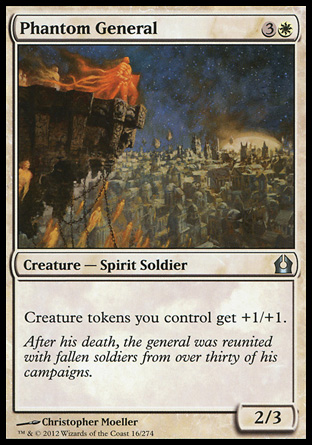 Phantom General 3
Creature — Spirit Soldier
Creature tokens you control get +1/+1.
After his death, the general was reunited
with fallen soldiers from over thirty of his
campaigns.
Christopher Moeller
™ & © 2012 Wizards of the Coast 16/274
2/3